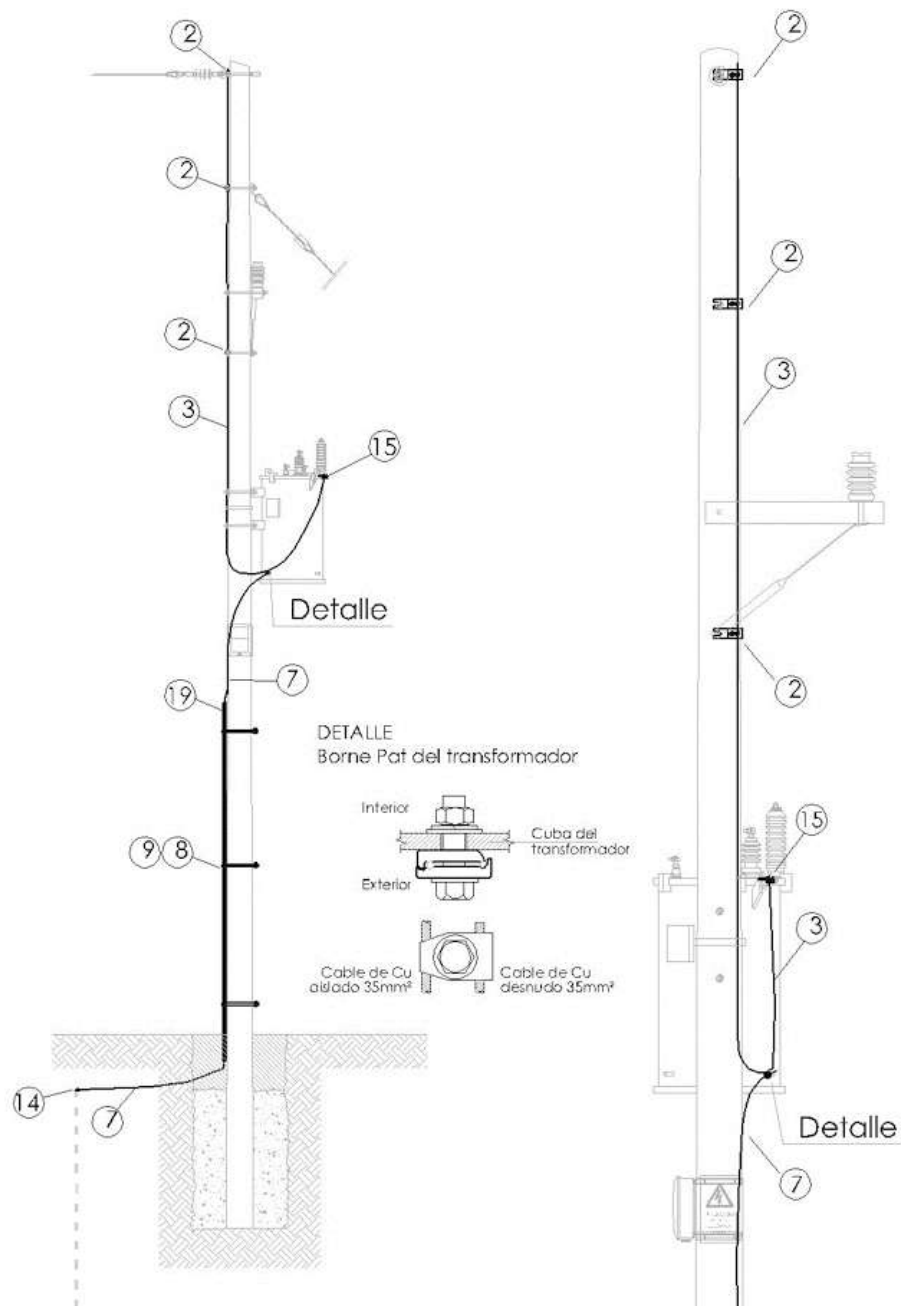 2
2
2
3
15
Detalle
7
19
9 8
14
7
DETALLE
Borne Pat del transformador
Interior
Cuba del
transformador
Exterior
Cable de Cu
aislado 35mm²
Cable de Cu
desnudo 35mm²
2
2
3
2
15
3
Detalle
7